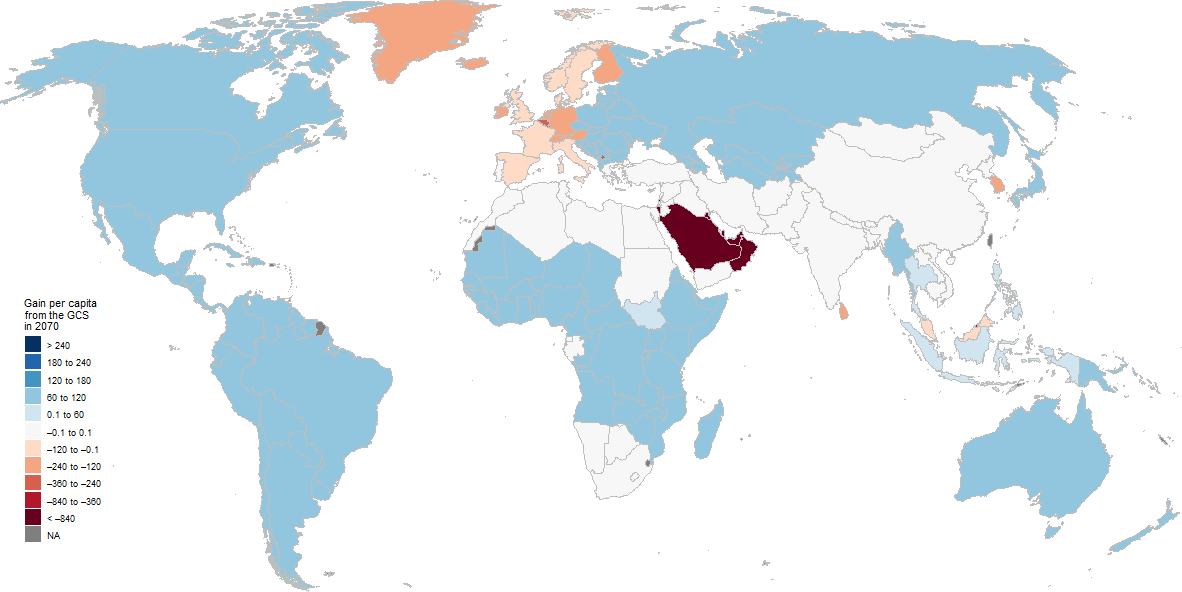 Gain per capita
from the GCS
in 2070
> 240
180 to 240
120 to 180
60 to 120
0.1 to 60
–0.1 to 0.1
–120 to –0.1
–240 to –120
–360 to –240
–840 to –360
< –840
NA